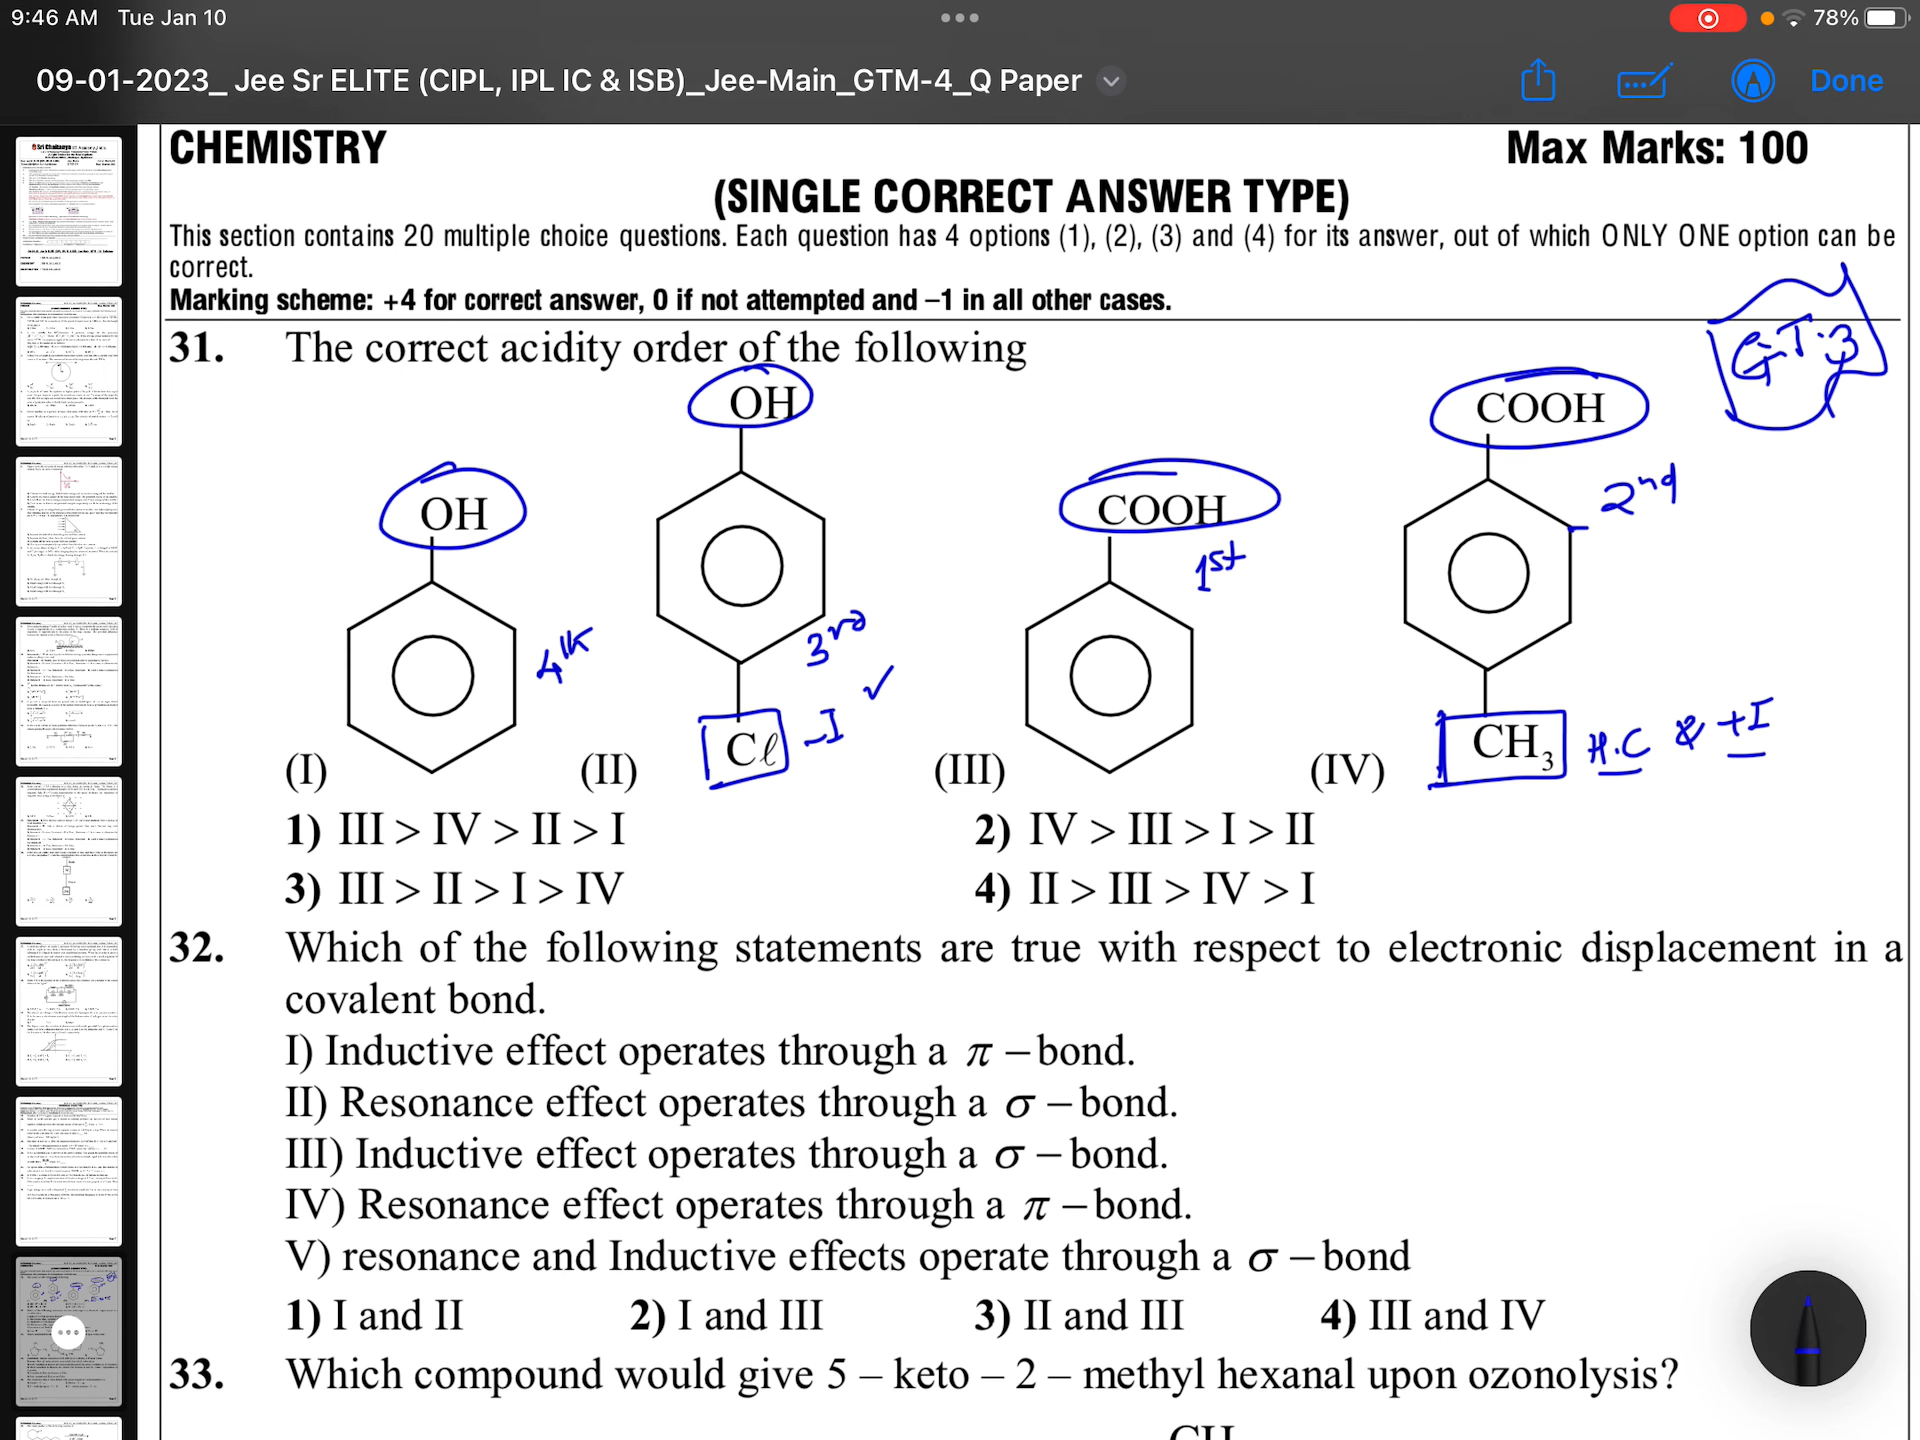 9:46 AM Tue Jan 10
78%
09-01-2023_ Jee Sr ELITE (CIPL, IPL IC & ISB)_Jee-Main_GTM-4_Q Paper
Done
CHEMISTRY Max Marks: 100
(SINGLE CORRECT ANSWER TYPE)
This section contains 20 multiple choice questions. Each question has 4 options (1), (2), (3) and (4) for its answer, out of which ONLY ONE option can be
correct.
Marking scheme: +4 for correct answer, 0 if not attempted and –1 in all other cases.
G.T-3
31. The correct acidity order of the following
OH
OH
COOH
COOH
4th
3rd
1st
2nd
✓
Cℓ -I
CH₃ H.C & +I
(I) (II) (III) (IV)
1) III > IV > II > I 2) IV > III > I > II
3) III > II > I > IV 4) II > III > IV > I
32. Which of the following statements are true with respect to electronic displacement in a
covalent bond.
I) Inductive effect operates through a π – bond.
II) Resonance effect operates through a σ – bond.
III) Inductive effect operates through a σ – bond.
IV) Resonance effect operates through a π – bond.
V) resonance and Inductive effects operate through a σ – bond
1) I and II 2) I and III 3) II and III 4) III and IV
33. Which compound would give 5 – keto – 2 – methyl hexanal upon ozonolysis?